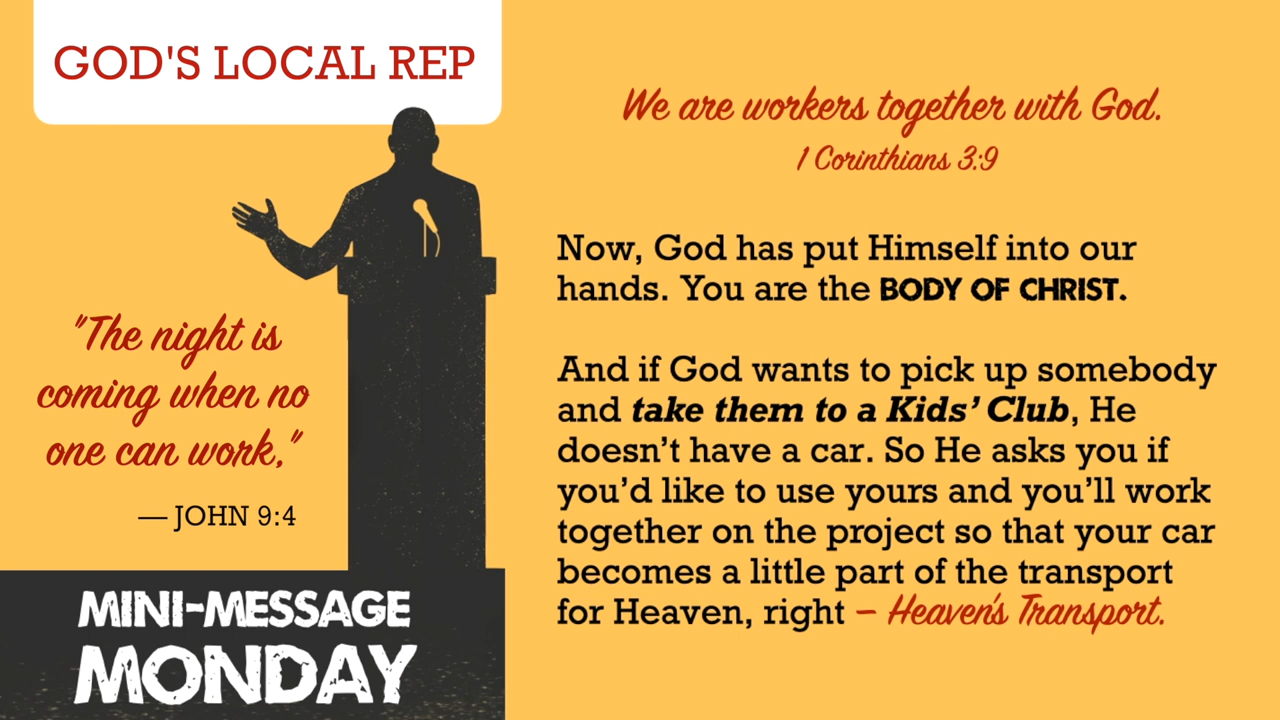 GOD'S LOCAL REP
"The night is
coming when no
one can work,"
— JOHN 9:4
MINI-MESSAGE
MONDAY
We are workers together with God.
1 Corinthians 3:9
Now, God has put Himself into our
hands. You are the BODY OF CHRIST.
And if God wants to pick up somebody
and take them to a Kids’ Club, He
doesn’t have a car. So He asks you if
you’d like to use yours and you’ll work
together on the project so that your car
becomes a little part of the transport
for Heaven, right – Heaven's Transport.